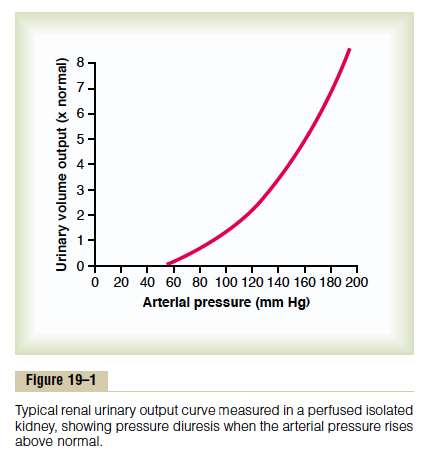 Urinary volume output (x normal)
8
7
6
5
4
3
2
1
0
0 20 40 60 80 100 120 140 160 180 200
Arterial pressure (mm Hg)
Figure 19–1
Typical renal urinary output curve measured in a perfused isolated
kidney, showing pressure diuresis when the arterial pressure rises
above normal.